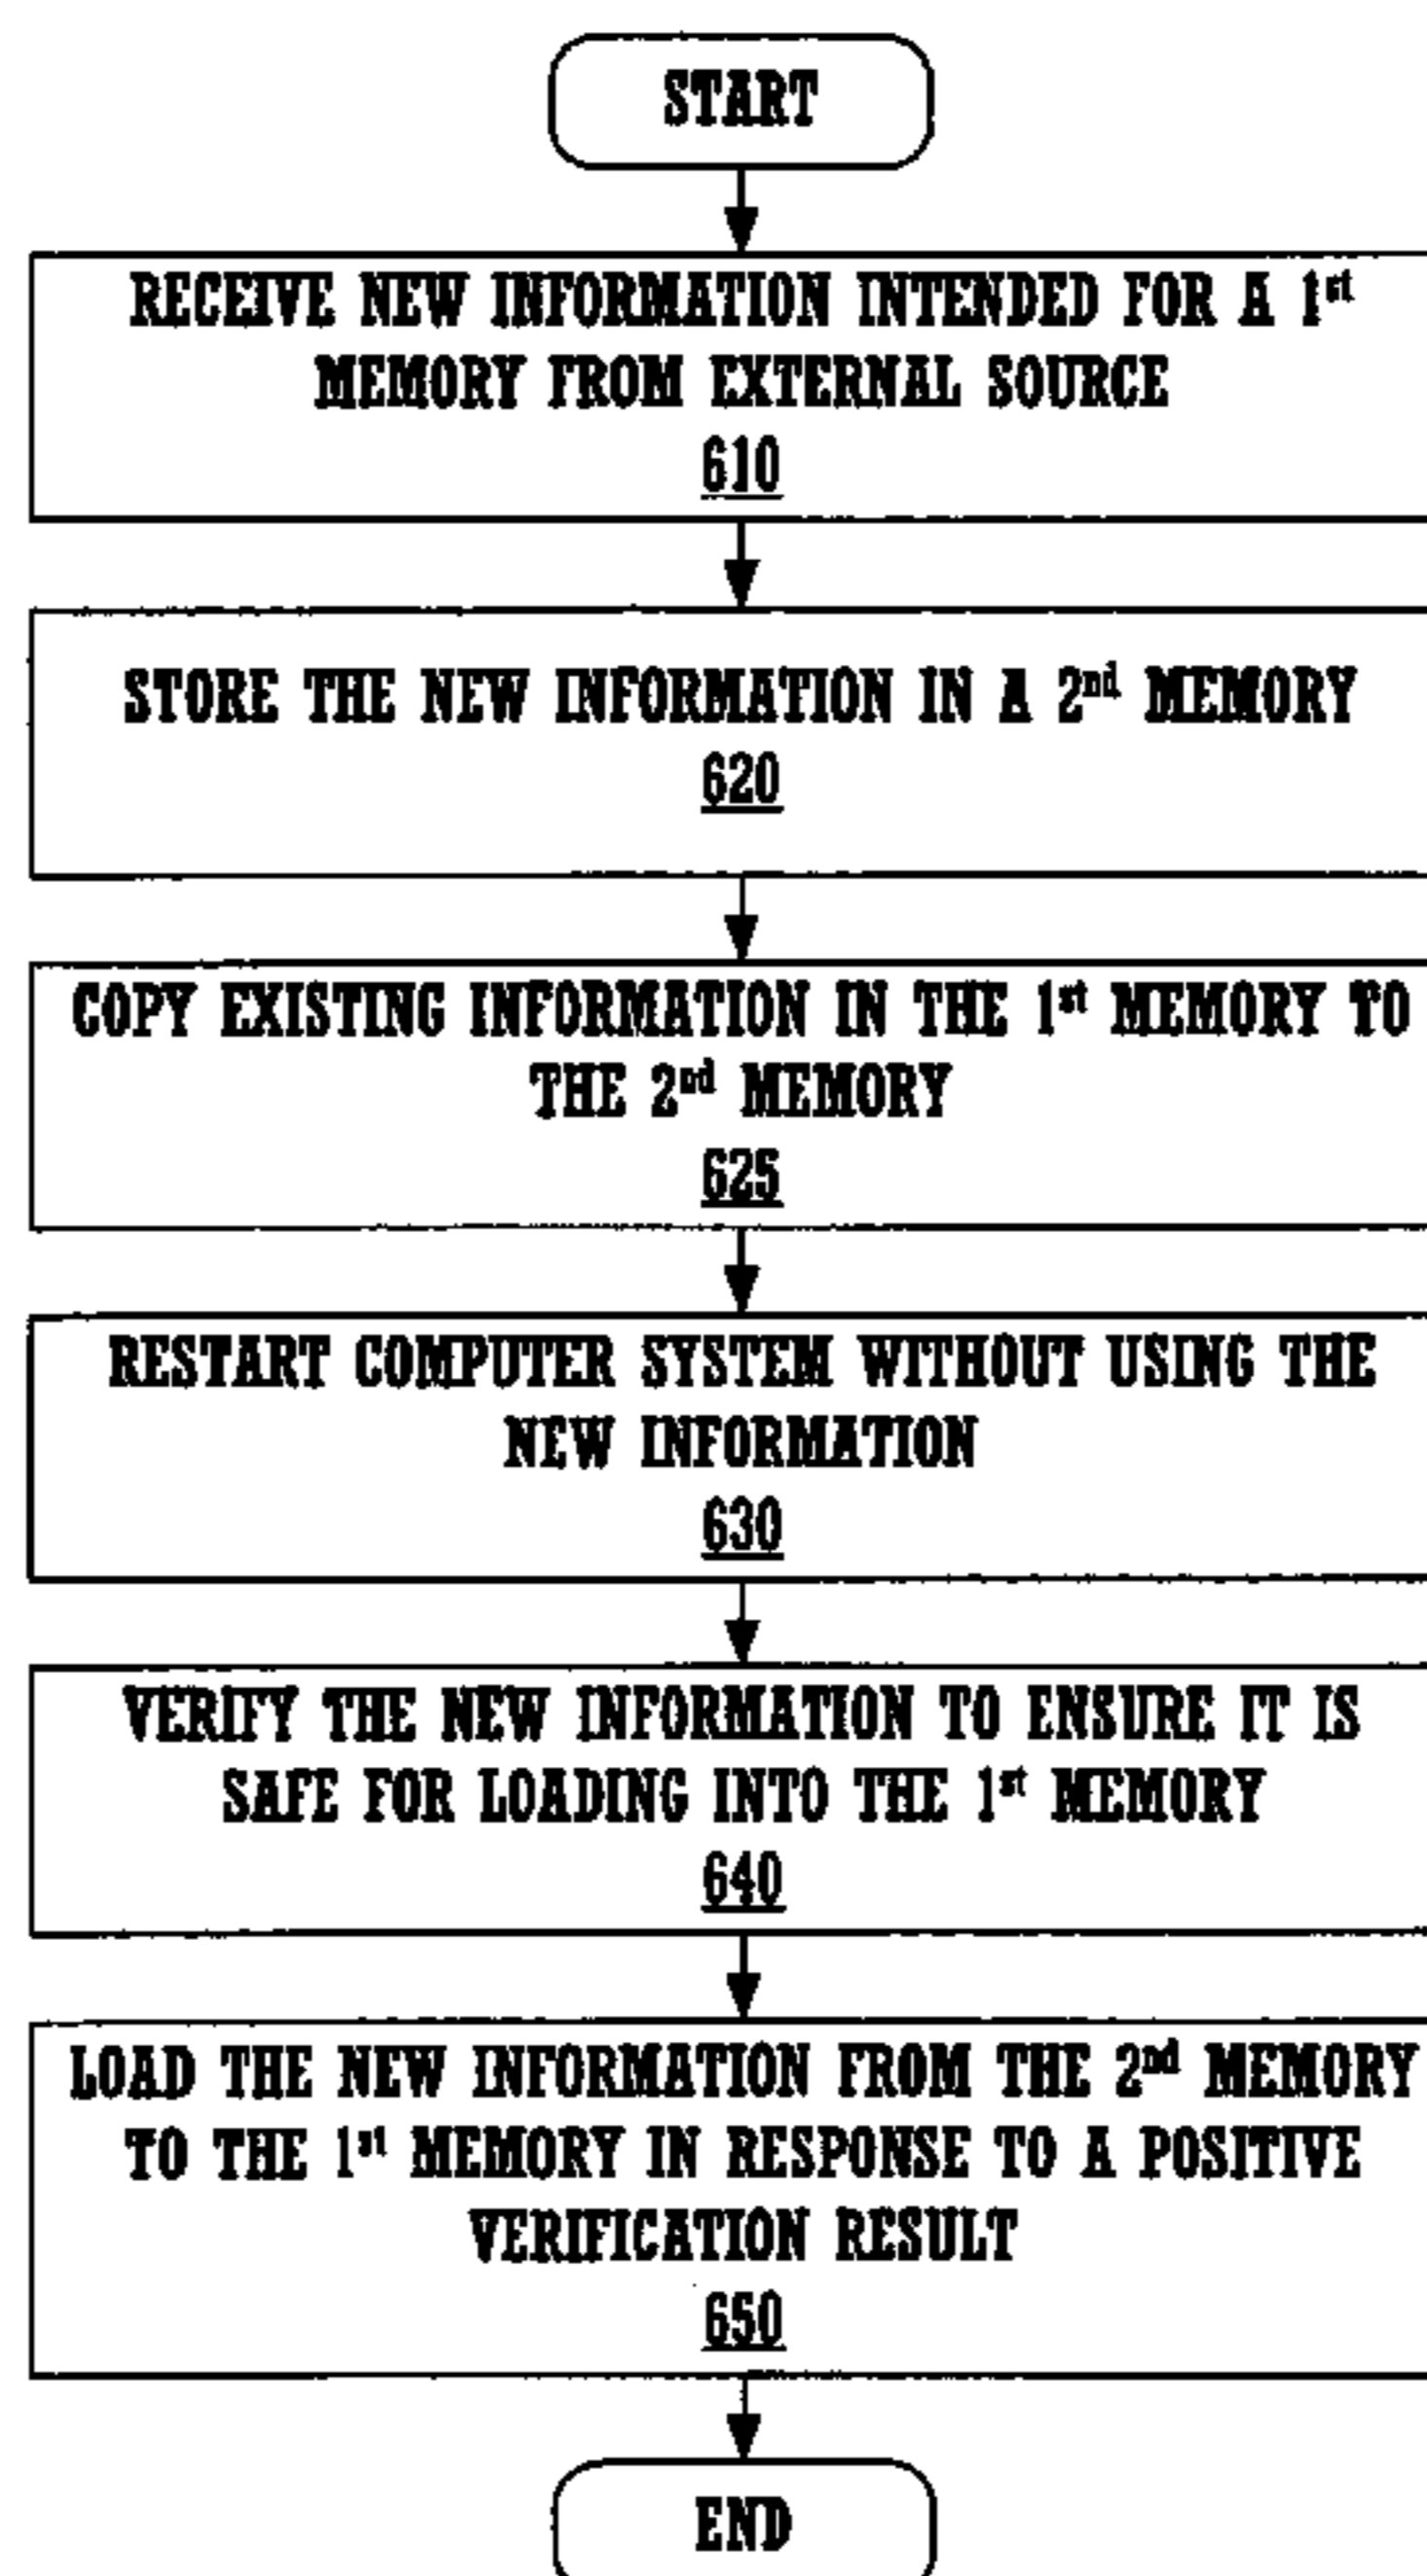 START
RECEIVE NEW INFORMATION INTENDED FOR A 1st
MEMORY FROM EXTERNAL SOURCE
610
STORE THE NEW INFORMATION IN A 2nd MEMORY
620
COPY EXISTING INFORMATION IN THE 1st MEMORY TO
THE 2nd MEMORY
625
RESTART COMPUTER SYSTEM WITHOUT USING THE
NEW INFORMATION
630
VERIFY THE NEW INFORMATION TO ENSURE IT IS
SAFE FOR LOADING INTO THE 1st MEMORY
640
LOAD THE NEW INFORMATION FROM THE 2nd MEMORY
TO THE 1st MEMORY IN RESPONSE TO A POSITIVE
VERIFICATION RESULT
650
END